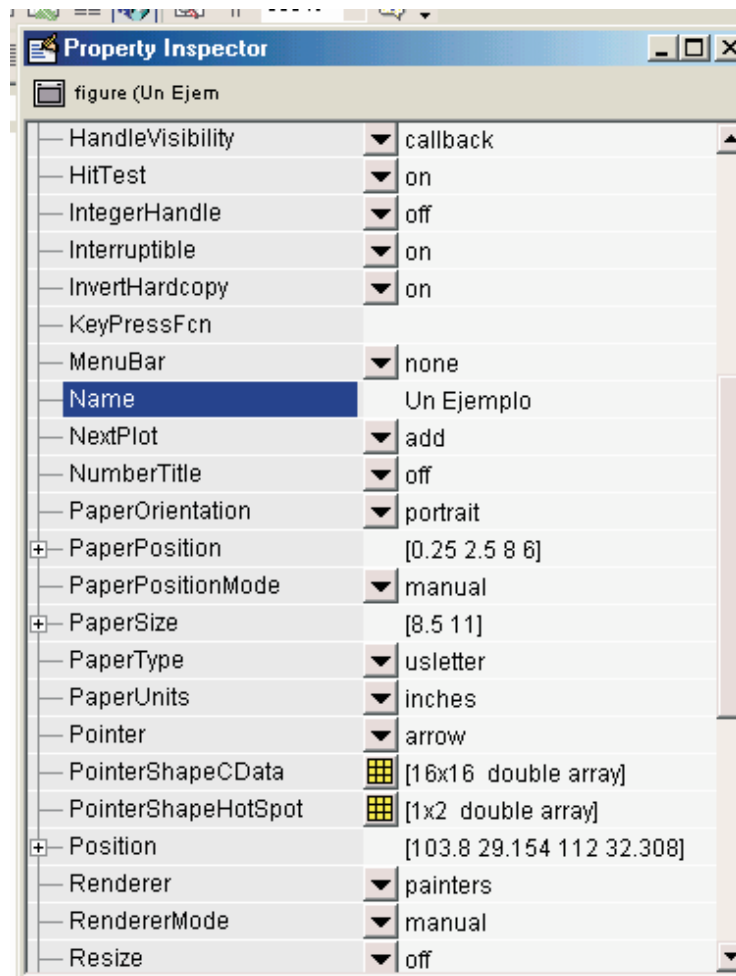 Property Inspector
figure (Un Ejem
HandleVisibility callback
HitTest on
IntegerHandle off
Interruptible on
InvertHardcopy on
KeyPressFcn
MenuBar none
Name Un Ejemplo
NextPlot add
NumberTitle off
PaperOrientation portrait
PaperPosition [0.25 2.5 8 6]
PaperPositionMode manual
PaperSize [8.5 11]
PaperType usletter
PaperUnits inches
Pointer arrow
PointerShapeCData [16x16 double array]
PointerShapeHotSpot [1x2 double array]
Position [103.8 29.154 112 32.308]
Renderer painters
RendererMode manual
Resize off